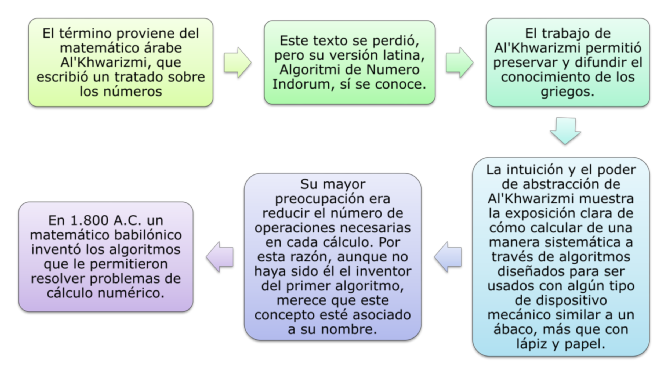 El término proviene del
matemático árabe
Al'Khwarizmi, que
escribió un tratado sobre
los números
Este texto se perdió,
pero su versión latina,
Algoritmi de Numero
Indorum, sí se conoce.
El trabajo de
Al'Khwarizmi permitió
preservar y difundir el
conocimiento de los
griegos.
La intuición y el poder
de abstracción de
Al'Khwarizmi muestra
la exposición clara de
cómo calcular de una
manera sistemática a
través de algoritmos
diseñados para ser
usados con algún tipo
de dispositivo
mecánico similar a un
ábaco, más que con
lápiz y papel.
Su mayor
preocupación era
reducir el número de
operaciones necesarias
en cada cálculo. Por
esta razón, aunque no
haya sido él el inventor
del primer algoritmo,
merece que este
concepto esté asociado
a su nombre.
En 1.800 A.C. un
matemático babilónico
inventó los algoritmos
que le permitieron
resolver problemas de
cálculo numérico.